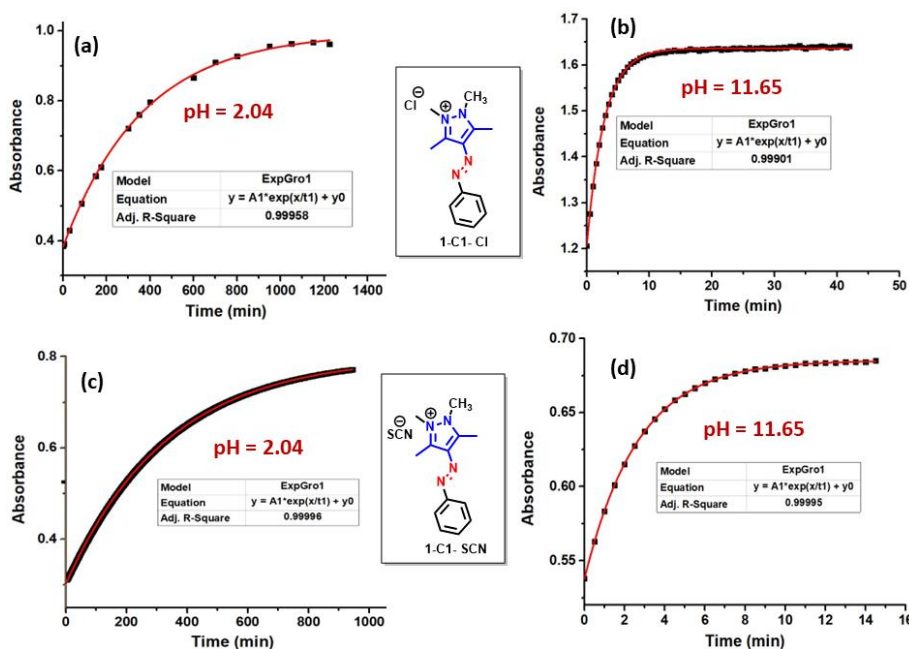 (a)
pH = 2.04
Model ExpGro1
Equation y = A1*exp(x/t1) + y0
Adj. R-Square 0.99958
Absorbance
1.0
0.8
0.6
0.4
0 200 400 600 800 1000 1200 1400
Time (min)
Cl
N
+
N
CH3
N
N
1-C1- Cl
(b)
pH = 11.65
Model ExpGro1
Equation y = A1*exp(x/t1) + y0
Adj. R-Square 0.99901
Absorbance
1.7
1.6
1.5
1.4
1.3
1.2
0 10 20 30 40 50
Time (min)
(c)
pH = 2.04
Model ExpGro1
Equation y = A1*exp(x/t1) + y0
Adj. R-Square 0.99996
Absorbance
0.8
0.6
0.4
0 200 400 600 800 1000
Time (min)
SCN
N
+
N
CH3
N
N
1-C1- SCN
(d)
pH = 11.65
Model ExpGro1
Equation y = A1*exp(x/t1) + y0
Adj. R-Square 0.99995
Absorbance
0.70
0.65
0.60
0.55
0 2 4 6 8 10 12 14 16
Time (min)